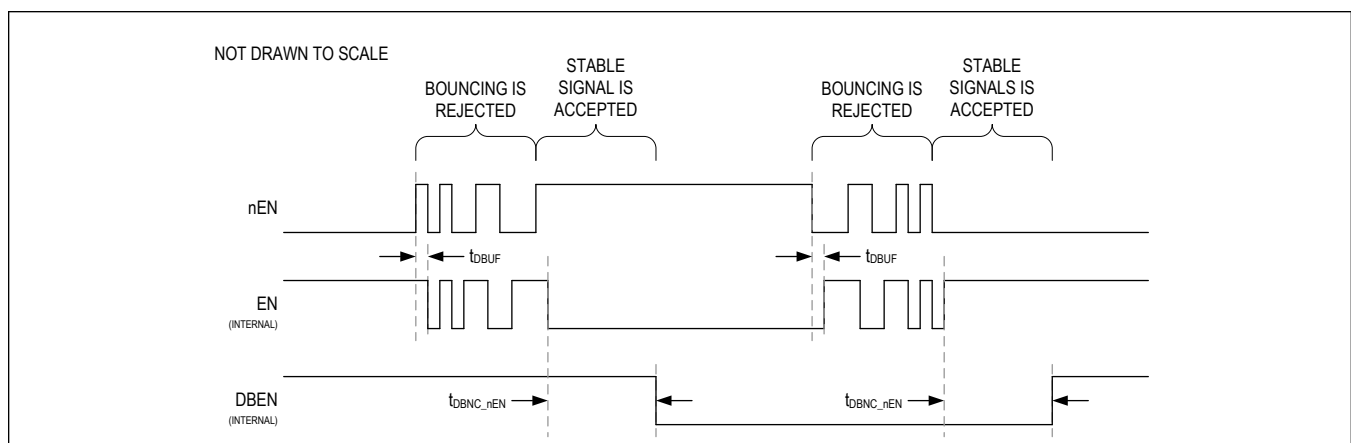 NOT DRAWN TO SCALE
BOUNCING IS
REJECTED
STABLE
SIGNAL IS
ACCEPTED
BOUNCING IS
REJECTED
STABLE
SIGNALS IS
ACCEPTED
nEN
tDBUF
tDBUF
EN
(INTERNAL)
DBEN
(INTERNAL)
tDBNC_nEN
tDBNC_nEN